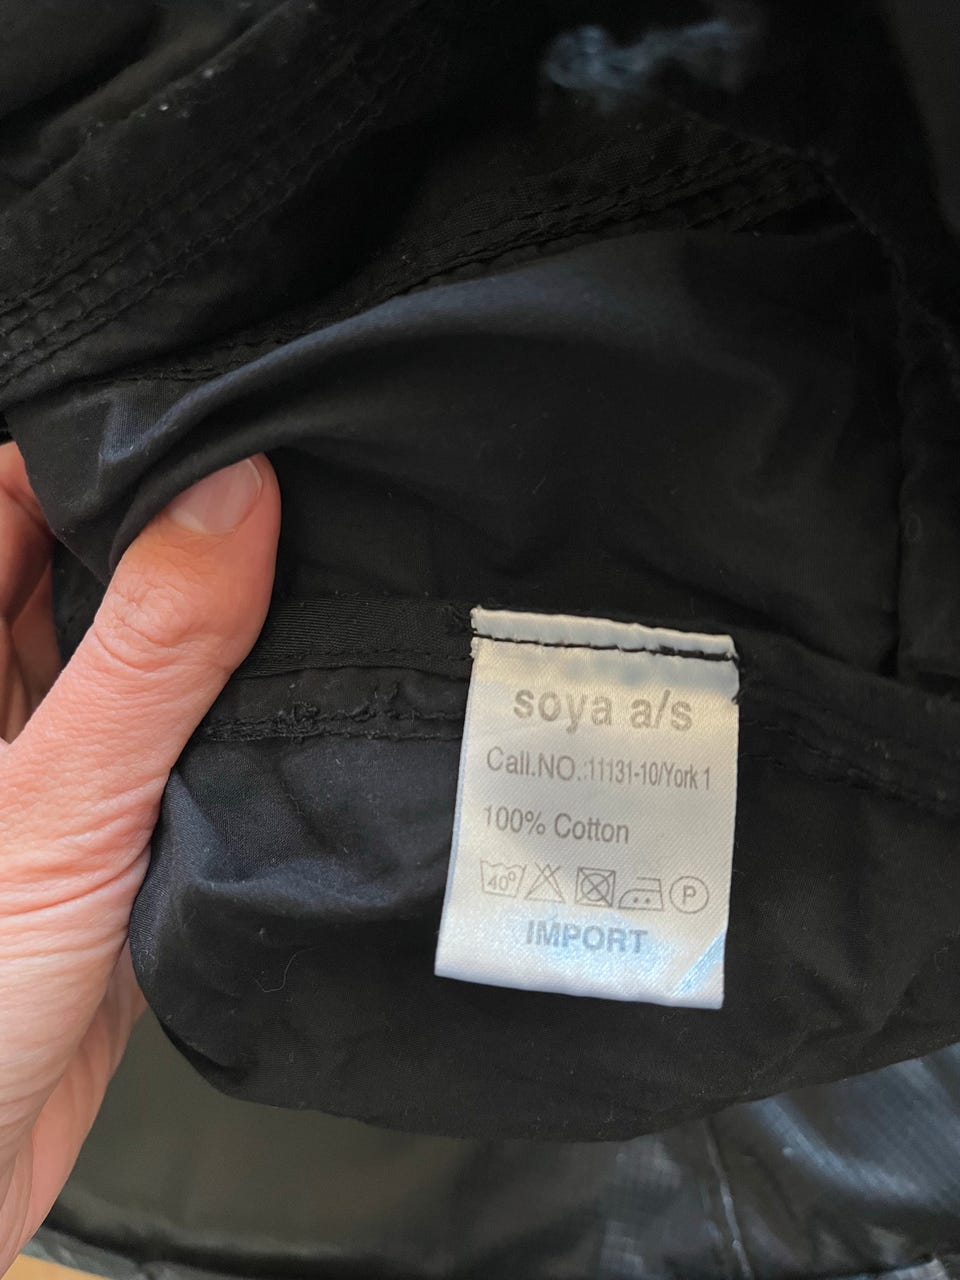 soya a/s
Call.NO.:11131-10/York 1
100% Cotton
40° P
IMPORT